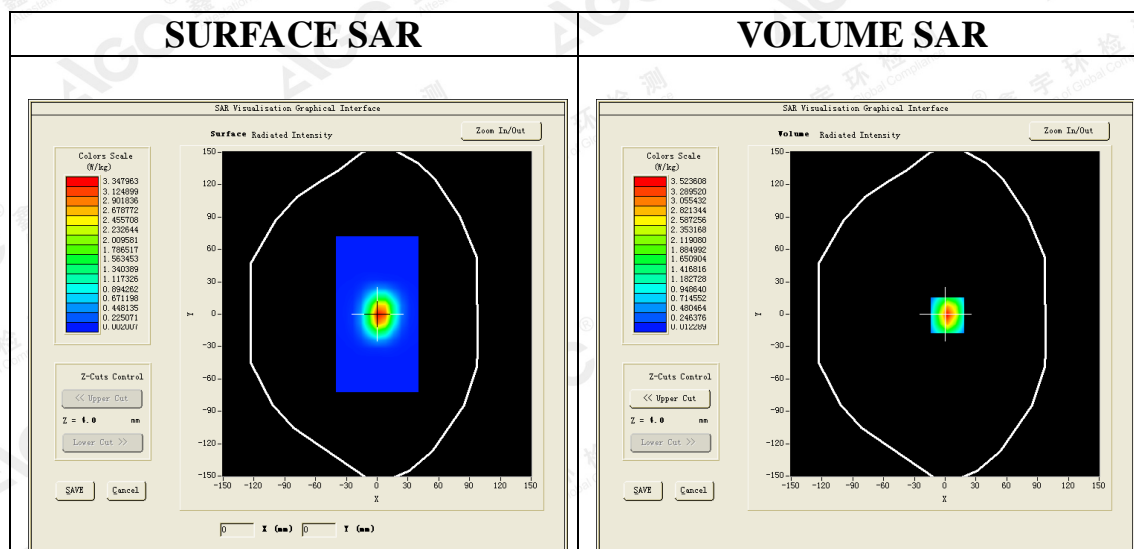 SURFACE SAR
VOLUME SAR
SAR Visualisation Graphical Interface
Surface Radiated Intensity
Zoom In/Out
Colors Scale
(W/kg)
3.347963
3.124899
2.901836
2.678772
2.455708
2.232644
2.009581
1.786517
1.563453
1.340389
1.117326
0.894262
0.671198
0.448135
0.225071
0.002007
Z-Cuts Control
<< Upper Cut
Z = 4.0 mm
Lower Cut >>
SAVE
Cancel
Y
150
120
90
60
30
0
-30
-60
-90
-120
-150
-150 -120 -90 -60 -30 0 30 60 90 120 150
X
0 X (mm) 0 Y (mm)
SAR Visualisation Graphical Interface
Volume Radiated Intensity
Zoom In/Out
Colors Scale
(W/kg)
3.523608
3.289520
3.055432
2.821344
2.587256
2.353168
2.119080
1.884992
1.650904
1.416816
1.182728
0.948640
0.714552
0.480464
0.246376
0.012289
Z-Cuts Control
<< Upper Cut
Z = 4.0 mm
Lower Cut >>
SAVE
Cancel
Y
150
120
90
60
30
0
-30
-60
-90
-120
-150
-150 -120 -90 -60 -30 0 30 60 90 120 150
X